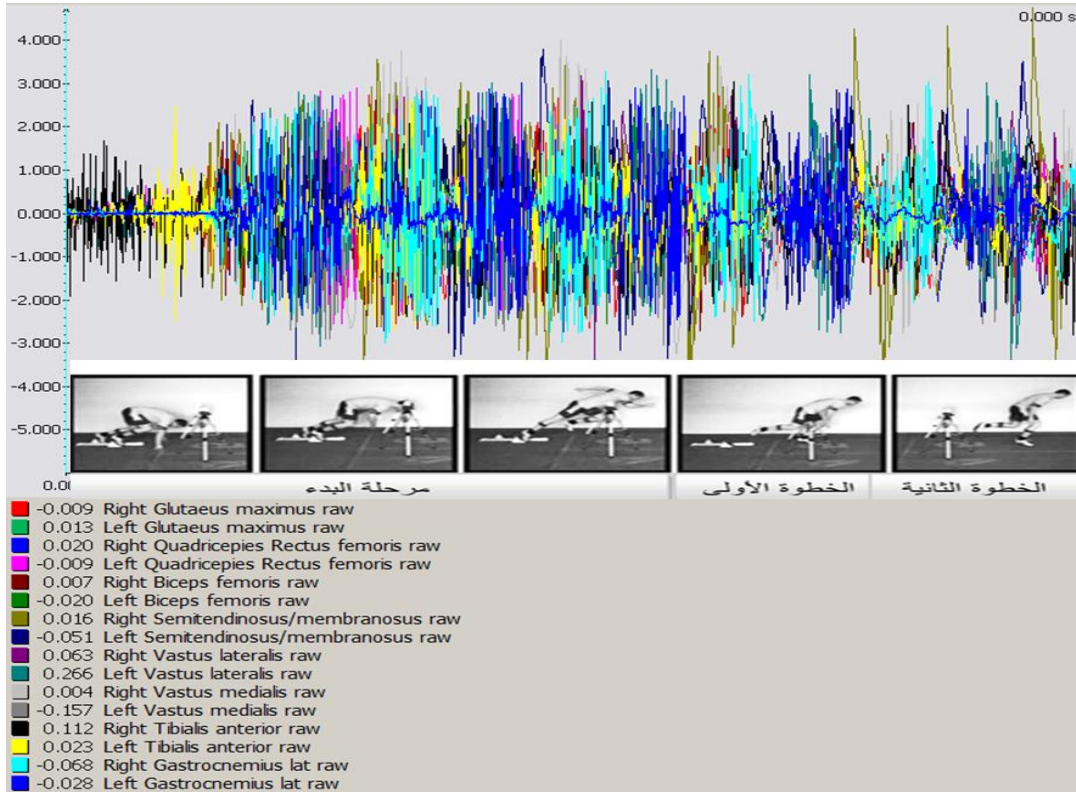 0.000 s
4.000
3.000
2.000
1.000
0.000
-1.000
-2.000
-3.000
-4.000
-5.000
مرحلة البدء
الخطوة الأولى
الخطوة الثانية
-0.009 Right Glutaeus maximus raw
0.013 Left Glutaeus maximus raw
0.020 Right Quadricepies Rectus femoris raw
-0.009 Left Quadricepies Rectus femoris raw
0.007 Right Biceps femoris raw
-0.020 Left Biceps femoris raw
0.016 Right Semitendinosus/membranosus raw
-0.051 Left Semitendinosus/membranosus raw
0.063 Right Vastus lateralis raw
0.266 Left Vastus lateralis raw
0.004 Right Vastus medialis raw
-0.157 Left Vastus medialis raw
0.112 Right Tibialis anterior raw
0.023 Left Tibialis anterior raw
-0.068 Right Gastrocnemius lat raw
-0.028 Left Gastrocnemius lat raw